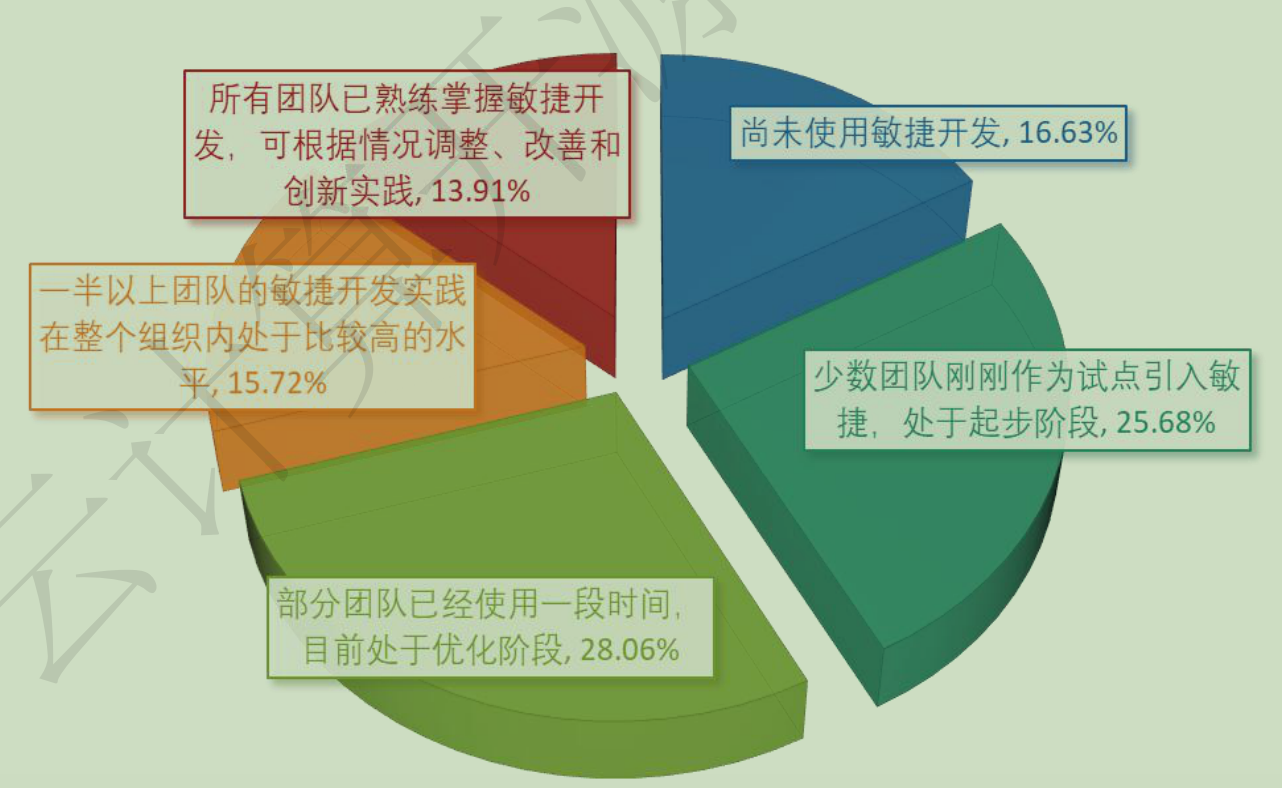 所有团队已熟练掌握敏捷开
发，可根据情况调整、改善和
创新实践, 13.91%
尚未使用敏捷开发, 16.63%
一半以上团队的敏捷开发实践
在整个组织内处于比较高的水
平, 15.72%
少数团队刚刚作为试点引入敏
捷，处于起步阶段, 25.68%
部分团队已经使用一段时间，
目前处于优化阶段, 28.06%
云计算开源